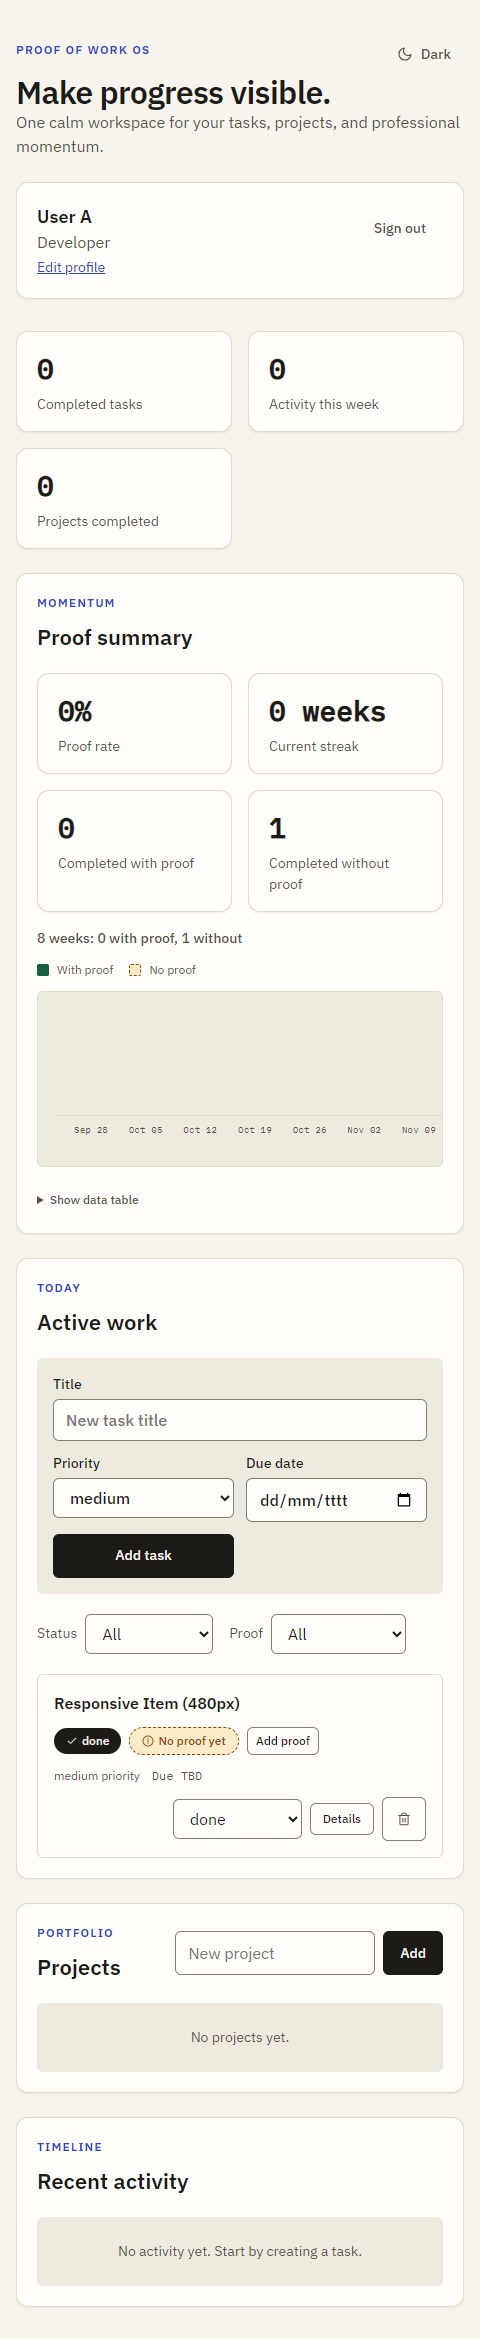 PROOF OF WORK OS
Dark
Make progress visible.
One calm workspace for your tasks, projects, and professional
momentum.
User A
Developer
Edit profile
Sign out
0
Completed tasks
0
Activity this week
0
Projects completed
MOMENTUM
Proof summary
0%
Proof rate
0 weeks
Current streak
0
Completed with proof
1
Completed without
proof
8 weeks: 0 with proof, 1 without
With proof
No proof
Sep 28 Oct 05 Oct 12 Oct 19 Oct 26 Nov 02 Nov 09
Show data table
TODAY
Active work
Title
New task title
Priority
Due date
medium
dd/mm/tttt
Add task
Status All Proof All
Responsive Item (480px)
done No proof yet Add proof
medium priority Due TBD
done Details
PORTFOLIO
Projects
New project Add
No projects yet.
TIMELINE
Recent activity
No activity yet. Start by creating a task.